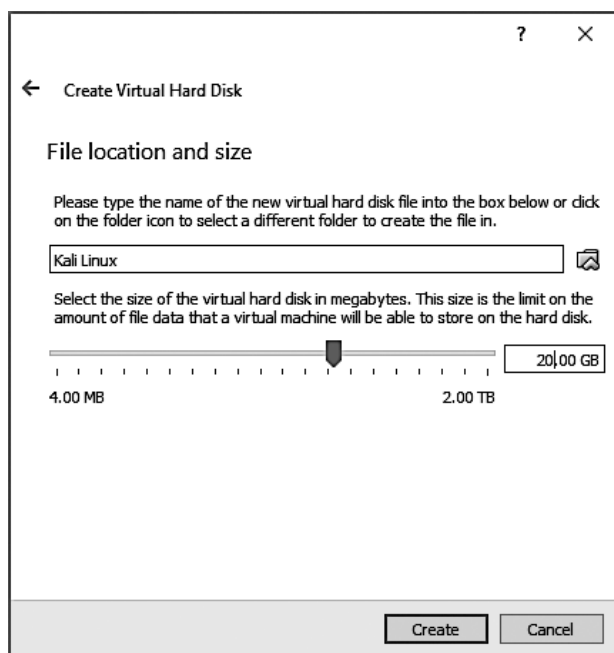 ?
Create Virtual Hard Disk
File location and size
Please type the name of the new virtual hard disk file into the box below or click
on the folder icon to select a different folder to create the file in.
Kali Linux
Select the size of the virtual hard disk in megabytes. This size is the limit on the
amount of file data that a virtual machine will be able to store on the hard disk.
20.00 GB
4.00 MB 2.00 TB
Create Cancel